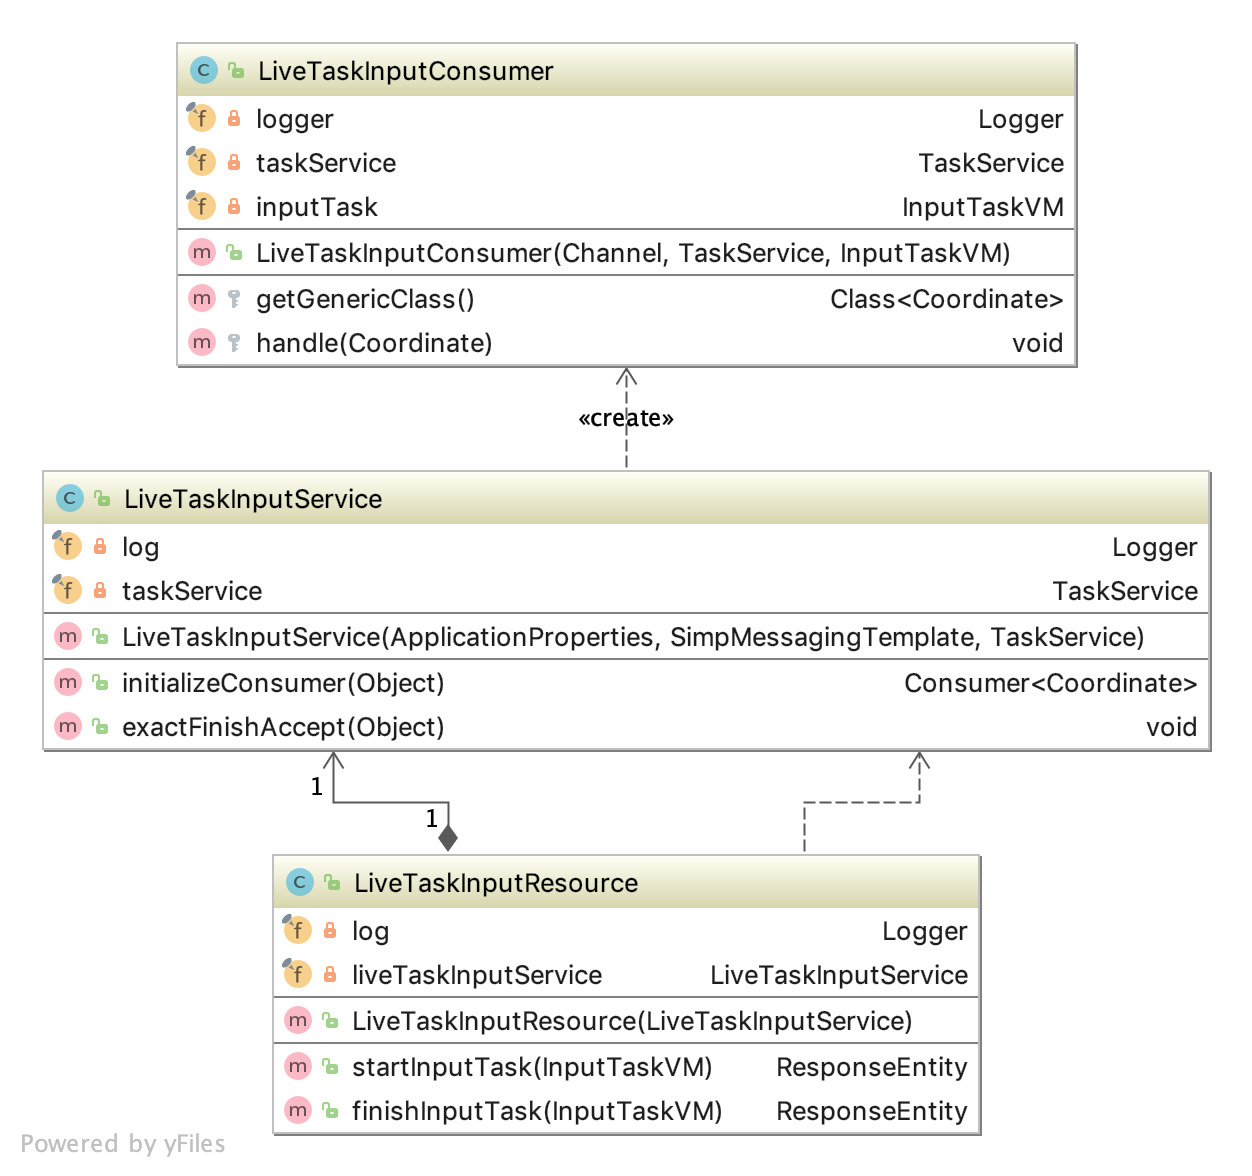 C LiveTaskInputConsumer
f logger Logger
f taskService TaskService
f inputTask InputTaskVM
m LiveTaskInputConsumer(Channel, TaskService, InputTaskVM)
m getGenericClass() Class<Coordinate>
m handle(Coordinate) void
«create»
C LiveTaskInputService
f log Logger
f taskService TaskService
m LiveTaskInputService(ApplicationProperties, SimpMessagingTemplate, TaskService)
m initializeConsumer(Object) Consumer<Coordinate>
m exactFinishAccept(Object) void
1
1
C LiveTaskInputResource
f log Logger
f liveTaskInputService LiveTaskInputService
m LiveTaskInputResource(LiveTaskInputService)
m startInputTask(InputTaskVM) ResponseEntity
m finishInputTask(InputTaskVM) ResponseEntity
Powered by yFiles